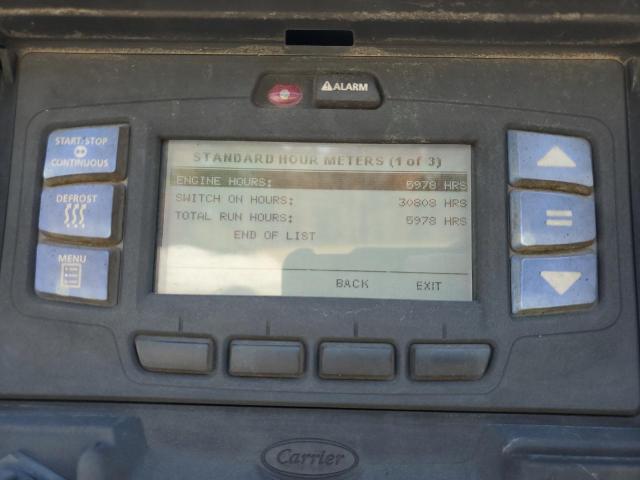 ALARM
START/STOP
CONTINUOUS
DEFROST
MENU
STANDARD HOUR METERS (1 of 3)
ENGINE HOURS: 5978 HRS
SWITCH ON HOURS: 30808 HRS
TOTAL RUN HOURS: 5978 HRS
END OF LIST
BACK EXIT
Carrier